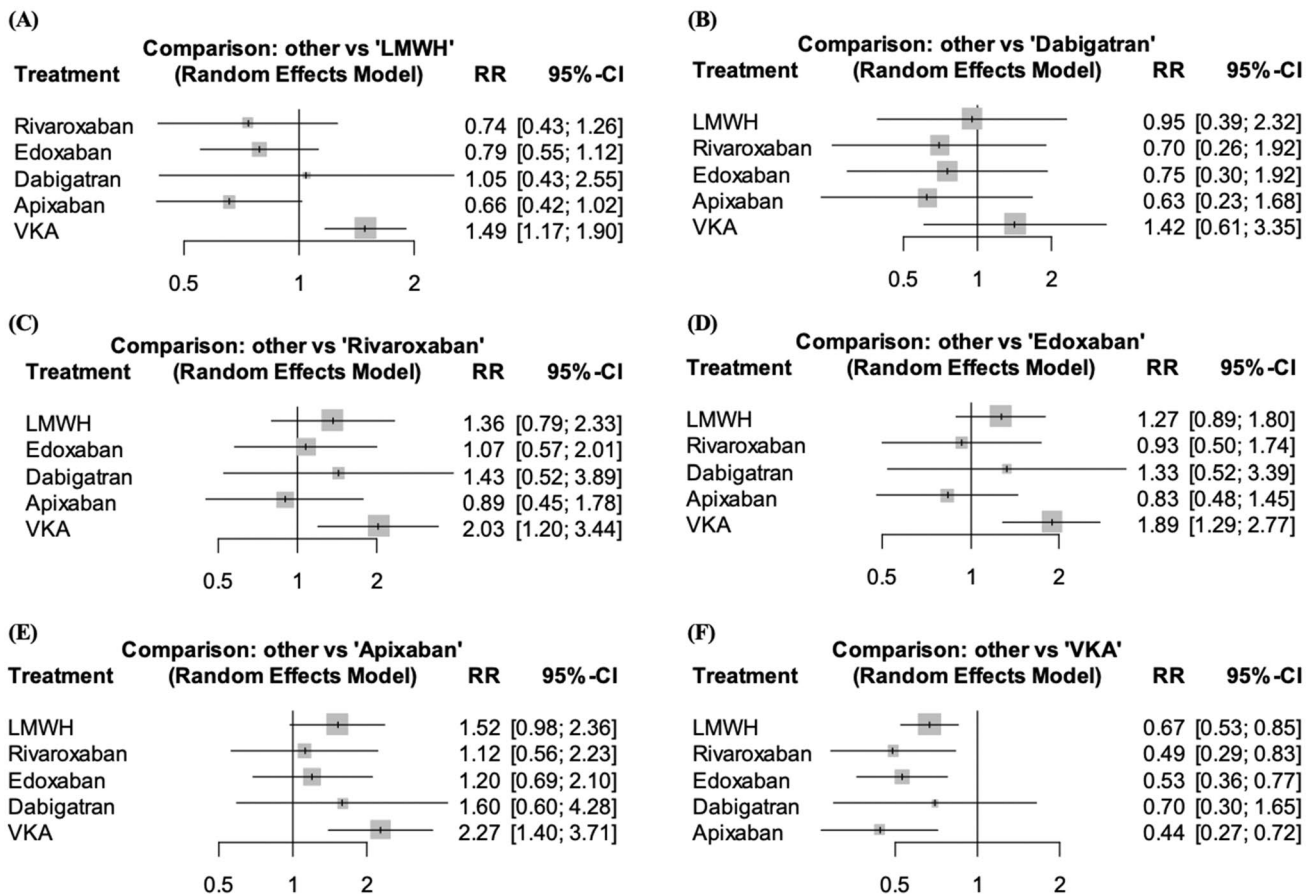 (A)
Comparison: other vs 'LMWH'
Treatment (Random Effects Model) RR 95%-CI
Rivaroxaban 0.74 [0.43; 1.26]
Edoxaban 0.79 [0.55; 1.12]
Dabigatran 1.05 [0.43; 2.55]
Apixaban 0.66 [0.42; 1.02]
VKA 1.49 [1.17; 1.90]
0.5 1 2
(B)
Comparison: other vs 'Dabigatran'
Treatment (Random Effects Model) RR 95%-CI
LMWH 0.95 [0.39; 2.32]
Rivaroxaban 0.70 [0.26; 1.92]
Edoxaban 0.75 [0.30; 1.92]
Apixaban 0.63 [0.23; 1.68]
VKA 1.42 [0.61; 3.35]
0.5 1 2
(C)
Comparison: other vs 'Rivaroxaban'
Treatment (Random Effects Model) RR 95%-CI
LMWH 1.36 [0.79; 2.33]
Edoxaban 1.07 [0.57; 2.01]
Dabigatran 1.43 [0.52; 3.89]
Apixaban 0.89 [0.45; 1.78]
VKA 2.03 [1.20; 3.44]
0.5 1 2
(D)
Comparison: other vs 'Edoxaban'
Treatment (Random Effects Model) RR 95%-CI
LMWH 1.27 [0.89; 1.80]
Rivaroxaban 0.93 [0.50; 1.74]
Dabigatran 1.33 [0.52; 3.39]
Apixaban 0.83 [0.48; 1.45]
VKA 1.89 [1.29; 2.77]
0.5 1 2
(E)
Comparison: other vs 'Apixaban'
Treatment (Random Effects Model) RR 95%-CI
LMWH 1.52 [0.98; 2.36]
Rivaroxaban 1.12 [0.56; 2.23]
Edoxaban 1.20 [0.69; 2.10]
Dabigatran 1.60 [0.60; 4.28]
VKA 2.27 [1.40; 3.71]
0.5 1 2
(F)
Comparison: other vs 'VKA'
Treatment (Random Effects Model) RR 95%-CI
LMWH 0.67 [0.53; 0.85]
Rivaroxaban 0.49 [0.29; 0.83]
Edoxaban 0.53 [0.36; 0.77]
Dabigatran 0.70 [0.30; 1.65]
Apixaban 0.44 [0.27; 0.72]
0.5 1 2